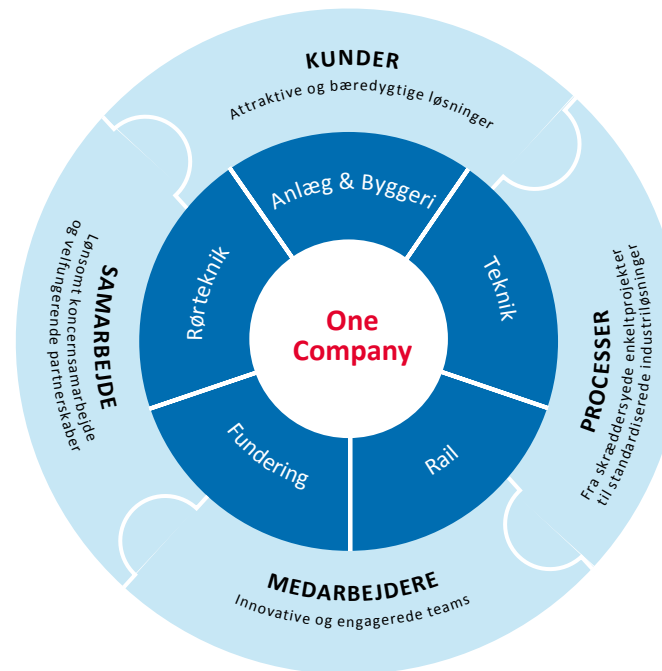 KUNDER
Attraktive og bæredygtige løsninger
PROCESSER
Fra skræddersyede enkeltprojekter
til standardiserede industriløsninger
MEDARBEJDERE
Innovative og engagerede teams
SAMARBEJDE
Lønsomt koncernsamarbejde
og velfungerende partnerskaber
Anlæg & Byggeri
Teknik
Rail
Fundering
Rørteknik
One
Company